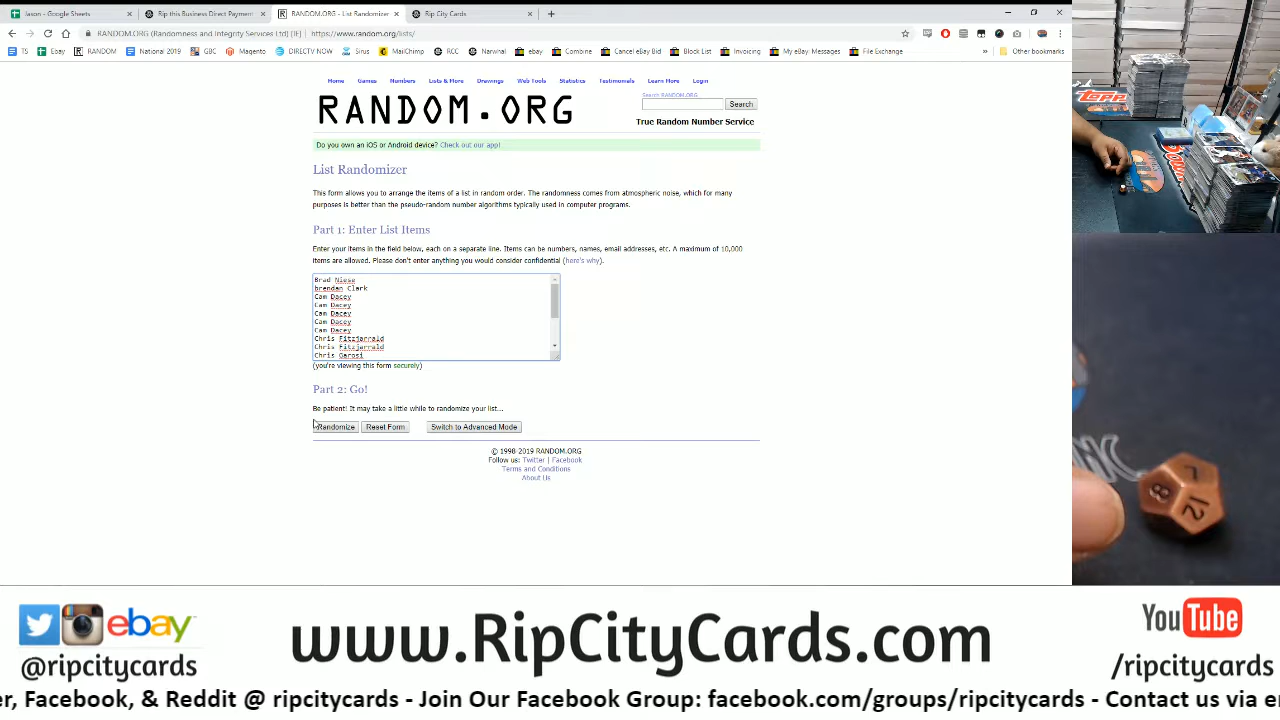 Jason - Google Sheets
Rip this Business Direct Payment
RANDOM.ORG - List Randomizer
Rip City Cards
RANDOM.ORG (Randomness and Integrity Services Ltd) [IE]
https://www.random.org/lists/
TS
Ebay
RANDOM
National 2019
GBC
Magento
DIRECTV NOW
Sirus
MailChimp
RCC
Narwhal
ebay
Combine
Cancel eBay Bid
Block List
Invoicing
My eBay: Messages
File Exchange
»
Other bookmarks
Home Games Numbers Lists & More Drawings Web Tools Statistics Testimonials Learn More Login
Search RANDOM.ORG
RANDOM.ORG
Search
True Random Number Service
Do you own an iOS or Android device? Check out our app!
List Randomizer
This form allows you to arrange the items of a list in random order. The randomness comes from atmospheric noise, which for many
purposes is better than the pseudo-random number algorithms typically used in computer programs.
Part 1: Enter List Items
Enter your items in the field below, each on a separate line. Items can be numbers, names, email addresses, etc. A maximum of 10,000
items are allowed. Please don't enter anything you would consider confidential (here's why).
Brad Niese
brendan Clark
Cam Dacey
Cam Dacey
Cam Dacey
Cam Dacey
Cam Dacey
Chris Fitzjarrald
Chris Fitzjarrald
Chris Garosi
(you're viewing this form securely)
Part 2: Go!
Be patient! It may take a little while to randomize your list...
Randomize Reset Form Switch to Advanced Mode
© 1998-2019 RANDOM.ORG
Follow us: Twitter | Facebook
Terms and Conditions
About Us
7
8
12
ebay
@ripcitycards
www.RipCityCards.com
YouTube
/ripcitycards
er, Facebook, & Reddit @ ripcitycards - Join Our Facebook Group: facebook.com/groups/ripcitycards - Contact us via e